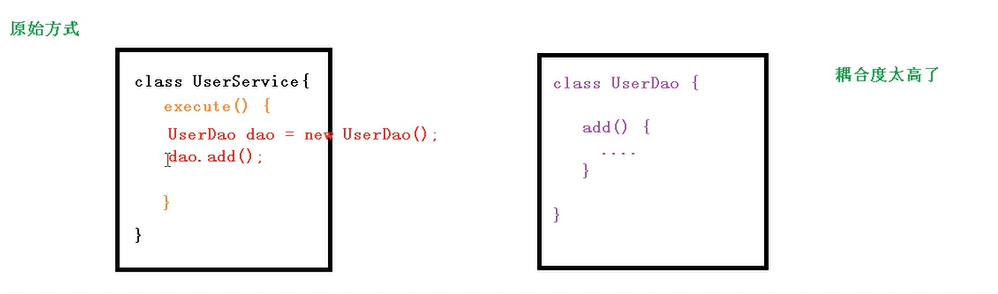 原始方式
class UserService{
execute() {
UserDao dao = new UserDao();
dao.add();
}
}
class UserDao {
add() {
....
}
}
耦合度太高了